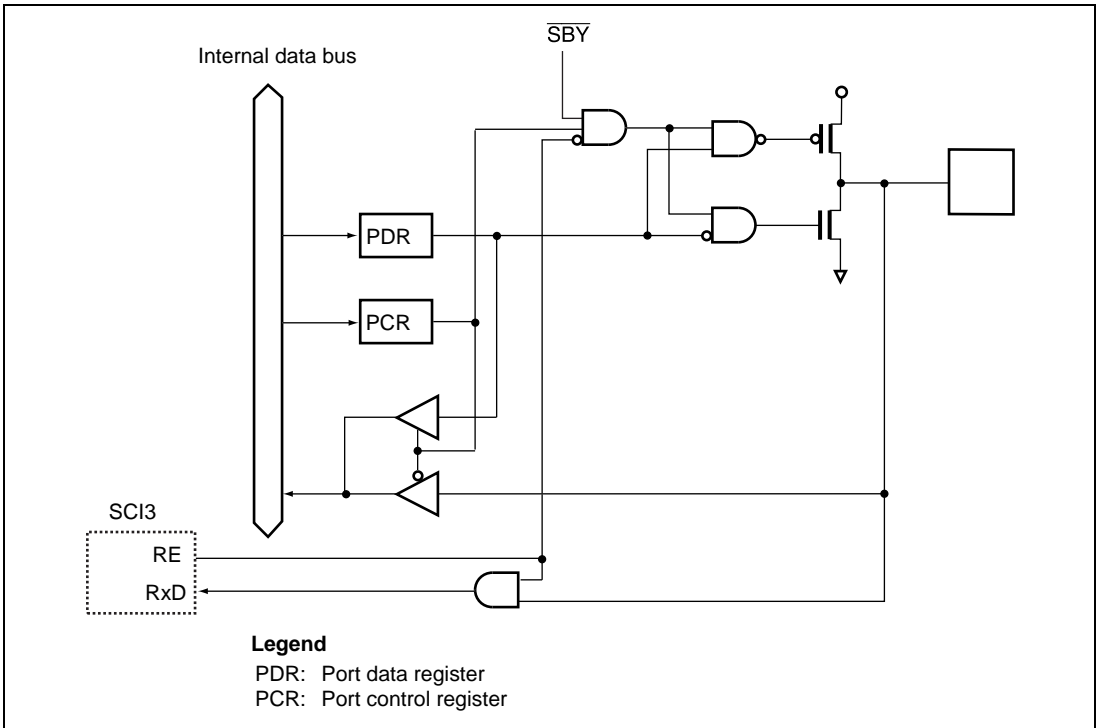 SBY
Internal data bus
PDR
PCR
SCI3
RE
RxD
Legend
PDR: Port data register
PCR: Port control register